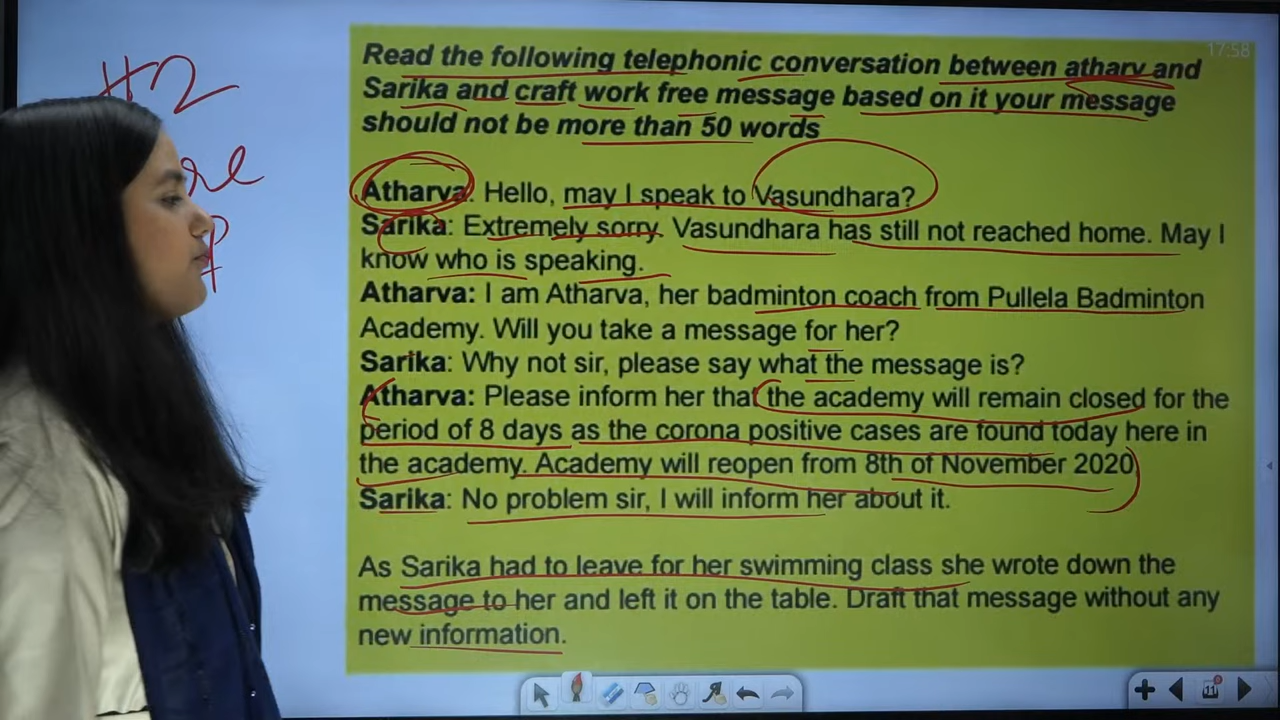 17:58
#2
Read the following telephonic conversation between atharv and
Sarika and craft work free message based on it your message
should not be more than 50 words
Atharva: Hello, may I speak to Vasundhara?
Sarika: Extremely sorry. Vasundhara has still not reached home. May I
know who is speaking.
Atharva: I am Atharva, her badminton coach from Pullela Badminton
Academy. Will you take a message for her?
Sarika: Why not sir, please say what the message is?
Atharva: Please inform her that the academy will remain closed for the
period of 8 days as the corona positive cases are found today here in
the academy. Academy will reopen from 8th of November 2020
Sarika: No problem sir, I will inform her about it.
As Sarika had to leave for her swimming class she wrote down the
message to her and left it on the table. Draft that message without any
new information.
11